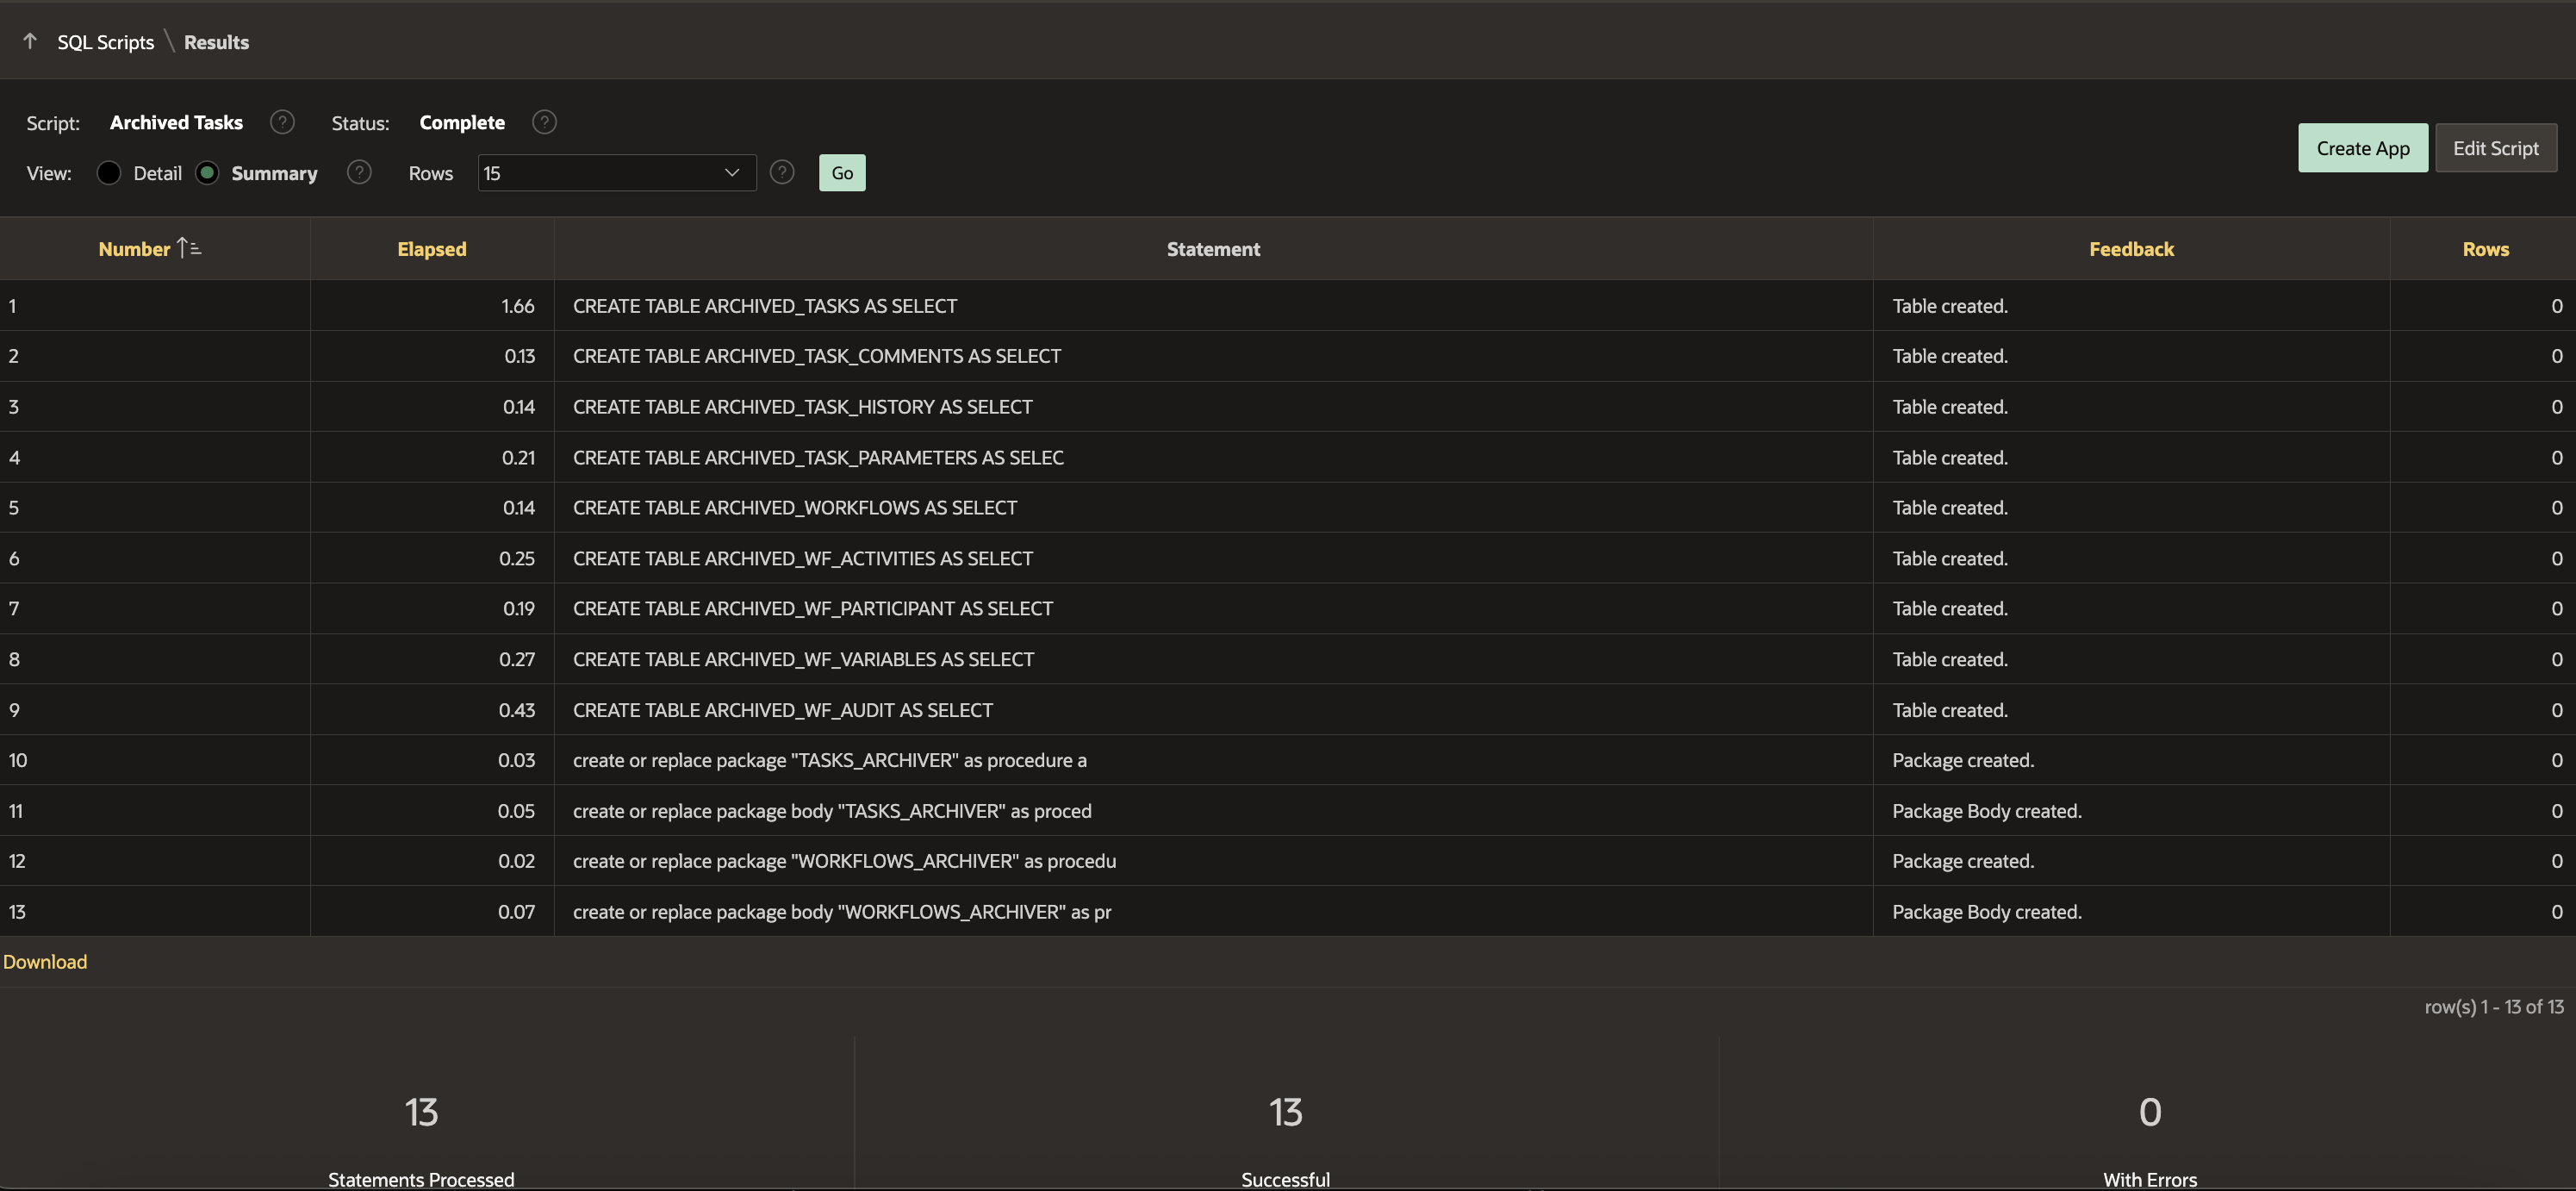 SQL Scripts \ Results
Script: Archived Tasks ? Status: Complete ?
Create App Edit Script
View: Detail Summary ? Rows 15 ? Go
Number Elapsed Statement Feedback Rows
1 1.66 CREATE TABLE ARCHIVED_TASKS AS SELECT Table created. 0
2 0.13 CREATE TABLE ARCHIVED_TASK_COMMENTS AS SELECT Table created. 0
3 0.14 CREATE TABLE ARCHIVED_TASK_HISTORY AS SELECT Table created. 0
4 0.21 CREATE TABLE ARCHIVED_TASK_PARAMETERS AS SELEC Table created. 0
5 0.14 CREATE TABLE ARCHIVED_WORKFLOWS AS SELECT Table created. 0
6 0.25 CREATE TABLE ARCHIVED_WF_ACTIVITIES AS SELECT Table created. 0
7 0.19 CREATE TABLE ARCHIVED_WF_PARTICIPANT AS SELECT Table created. 0
8 0.27 CREATE TABLE ARCHIVED_WF_VARIABLES AS SELECT Table created. 0
9 0.43 CREATE TABLE ARCHIVED_WF_AUDIT AS SELECT Table created. 0
10 0.03 create or replace package "TASKS_ARCHIVER" as procedure a Package created. 0
11 0.05 create or replace package body "TASKS_ARCHIVER" as proced Package Body created. 0
12 0.02 create or replace package "WORKFLOWS_ARCHIVER" as procedu Package created. 0
13 0.07 create or replace package body "WORKFLOWS_ARCHIVER" as pr Package Body created. 0
Download
row(s) 1 - 13 of 13
13 13 0
Statements Processed Successful With Errors